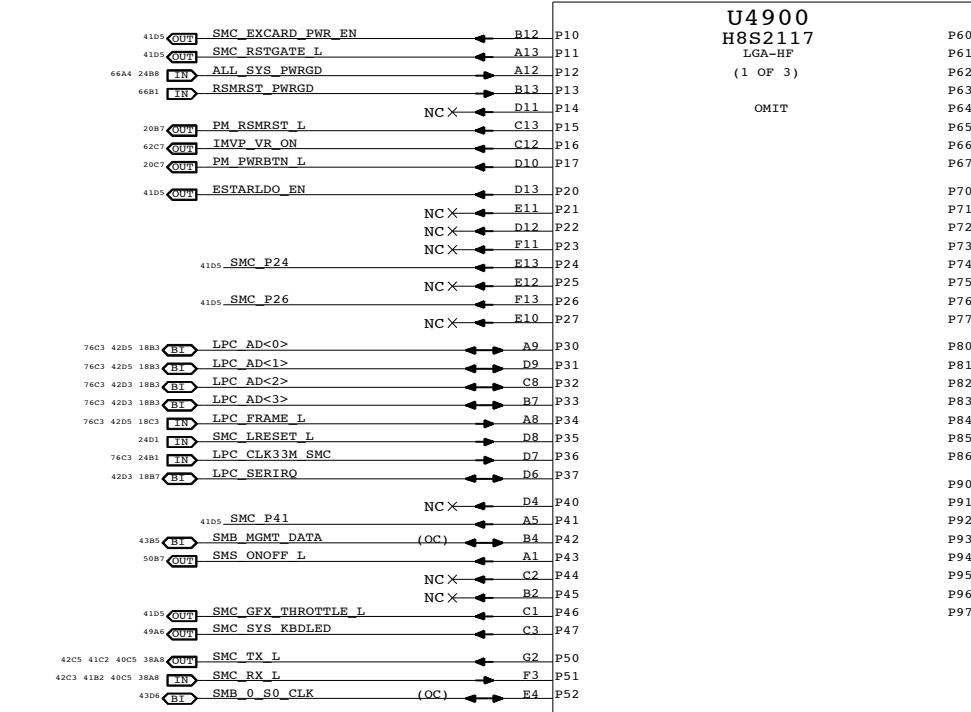 U4900
H8S2117
LGA-HF
(1 OF 3)
OMIT
41D5 OUT SMC_EXCARD_PWR_EN B12 P10 P60
41D5 OUT SMC_RSTGATE_L A13 P11 P61
66A4 24B8 IN ALL_SYS_PWRGD A12 P12 P62
66B1 IN RSMRST_PWRGD B13 P13 P63
NC D11 P14 P64
20B7 OUT PM_RSMRST_L C13 P15 P65
62C7 OUT IMVP_VR_ON C12 P16 P66
20C7 OUT PM_PWRBTN_L D10 P17 P67
41D5 OUT ESTARLDO_EN D13 P20 P70
NC E11 P21 P71
NC D12 P22 P72
NC F11 P23 P73
41D5 SMC_P24 E13 P24 P74
NC E12 P25 P75
41D5 SMC_P26 F13 P26 P76
NC E10 P27 P77
76C3 42D5 18B3 BI LPC_AD<0> A9 P30 P80
76C3 42D5 18B3 BI LPC_AD<1> D9 P31 P81
76C3 42D3 18B3 BI LPC_AD<2> C8 P32 P82
76C3 42D3 18B3 BI LPC_AD<3> B7 P33 P83
76C3 42D5 18C3 IN LPC_FRAME_L A8 P34 P84
24D1 IN SMC_LRESET_L D8 P35 P85
76C3 24B1 IN LPC_CLK33M_SMC D7 P36 P86
42D3 18B7 BI LPC_SERIRQ D6 P37
P90
NC D4 P40 P91
41D5 SMC_P41 A5 P41 P92
43B5 BI SMB_MGMT_DATA (OC) B4 P42 P93
50B7 OUT SMS_ONOFF_L A1 P43 P94
NC C2 P44 P95
NC B2 P45 P96
41D5 OUT SMC_GFX_THROTTLE_L C1 P46 P97
49A6 OUT SMC_SYS_KBDLED C3 P47
42C5 41C2 40C5 38A8 OUT SMC_TX_L G2 P50
42C3 41B2 40C5 38A8 IN SMC_RX_L F3 P51
43D6 BI SMB_0_S0_CLK (OC) E4 P52